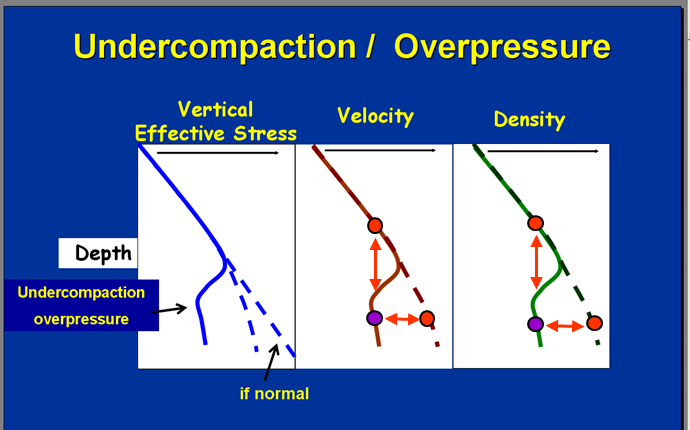 Undercompaction / Overpressure
Vertical
Effective Stress
Velocity
Density
Depth
Undercompaction
overpressure
if normal